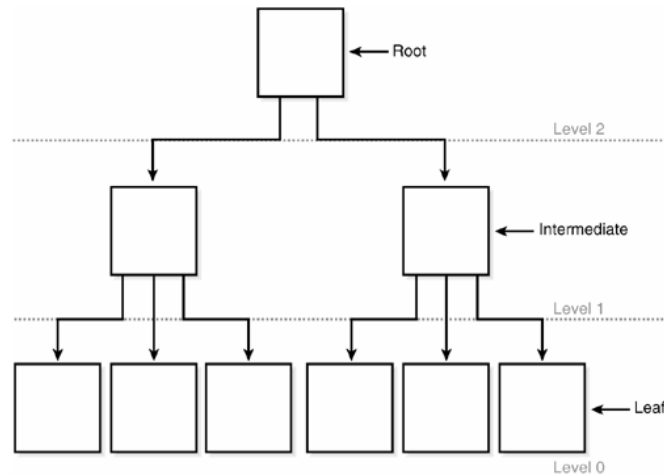 Root
Level 2
Intermediate
Level 1
Leaf
Level 0